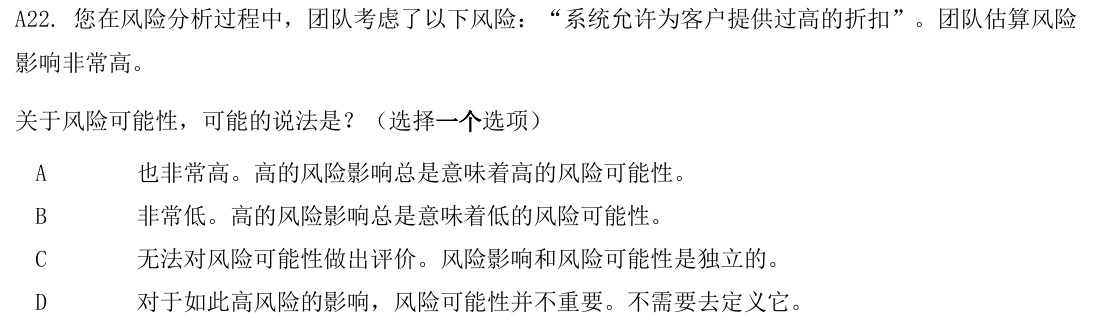 A22. 您在风险分析过程中，团队考虑了以下风险：“系统允许为客户提供过高的折扣”。团队估算风险
影响非常高。
关于风险可能性，可能的说法是？（选择一个选项）
A 也非常高。高的风险影响总是意味着高的风险可能性。
B 非常低。高的风险影响总是意味着低的风险可能性。
C 无法对风险可能性做出评价。风险影响和风险可能性是独立的。
D 对于如此高风险的影响，风险可能性并不重要。不需要去定义它。